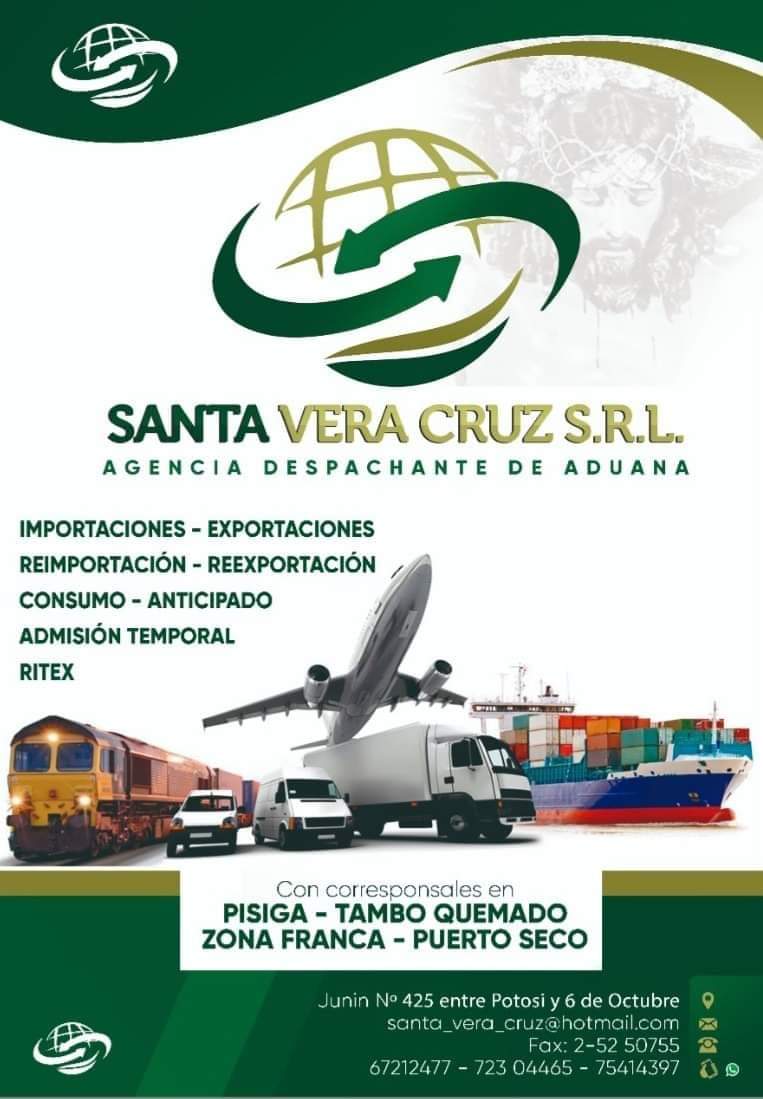 SANTA VERA CRUZ S.R.L.
AGENCIA DESPACHANTE DE ADUANA
IMPORTACIONES - EXPORTACIONES
REIMPORTACIÓN - REEXPORTACIÓN
CONSUMO - ANTICIPADO
ADMISIÓN TEMPORAL
RITEX
Con corresponsales en
PISIGA - TAMBO QUEMADO
ZONA FRANCA - PUERTO SECO
Junin Nº 425 entre Potosi y 6 de Octubre
santa_vera_cruz@hotmail.com
Fax: 2-52 50755
67212477 - 723 04465 - 75414397